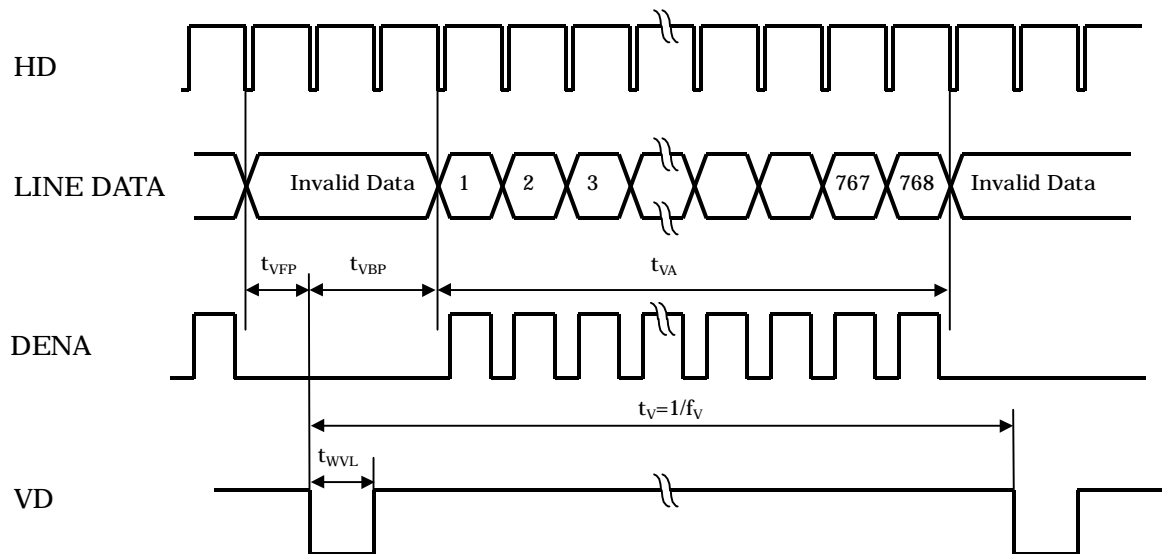 HD
LINE DATA
Invalid Data 1 2 3 767 768 Invalid Data
tVFP tVBP tVA
DENA
tV=1/fV
tWVL
VD